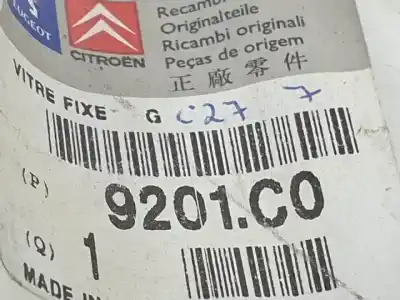 Recambi
Originalteile
Ricambi originali
Peças de origem
正廠零件
PEUGEOT
CITROËN
VITRE FIXE G C27 7
(P) 9201.C0
(Q) 1
MADE IN